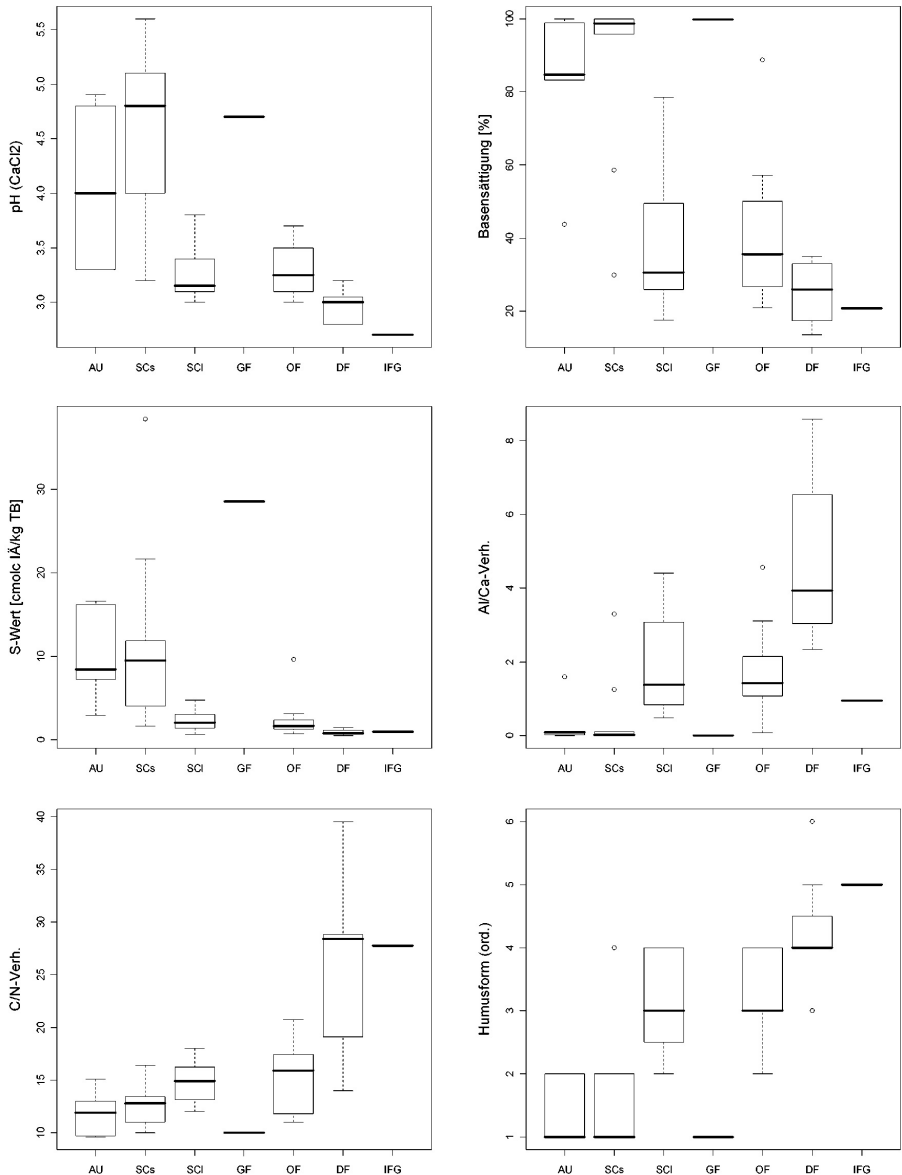 pH (CaCl2)
5.5
5.0
4.5
4.0
3.5
3.0
AU SCs SCl GF OF DF IFG
Basensättigung [%]
100
80
60
40
20
AU SCs SCl GF OF DF IFG
S-Wert [cmolc IÄ/kg TB]
30
20
10
0
AU SCs SCl GF OF DF IFG
Al/Ca-Verh.
8
6
4
2
0
AU SCs SCl GF OF DF IFG
C/N-Verh.
40
35
30
25
20
15
10
AU SCs SCl GF OF DF IFG
Humusform (ord.)
6
5
4
3
2
1
AU SCs SCl GF OF DF IFG